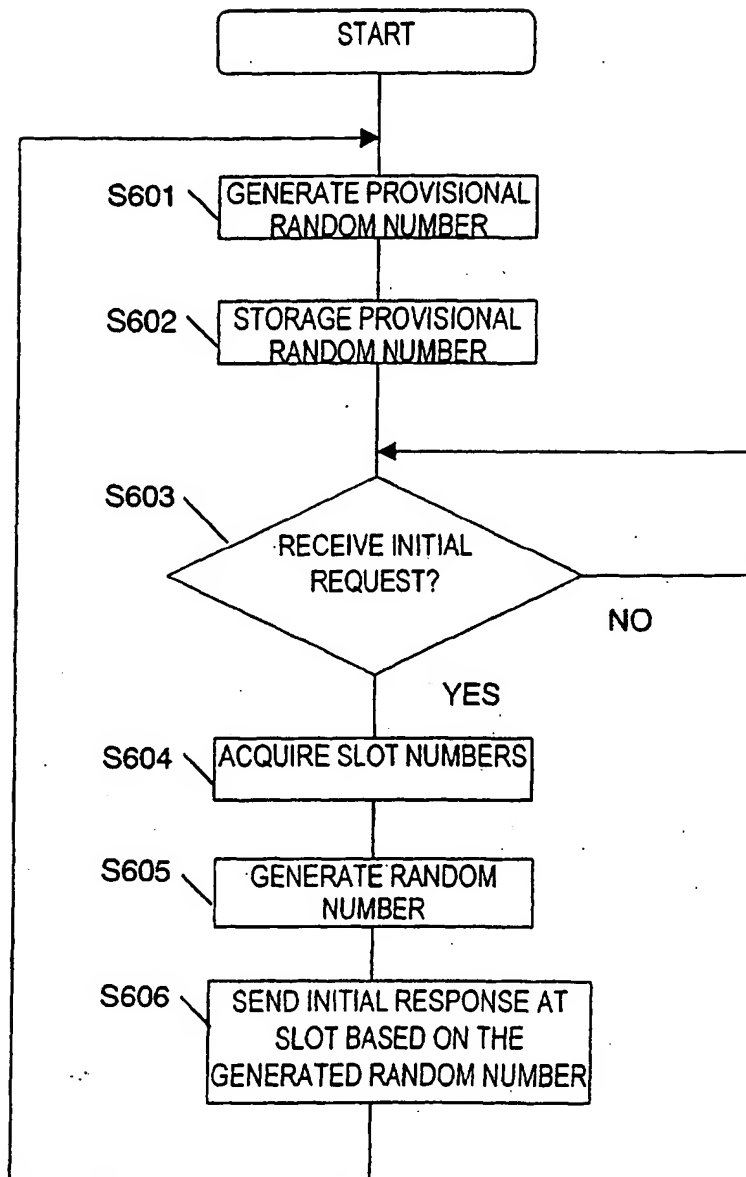 START
S601
GENERATE PROVISIONAL
RANDOM NUMBER
S602
STORAGE PROVISIONAL
RANDOM NUMBER
S603
RECEIVE INITIAL
REQUEST?
NO
YES
S604
ACQUIRE SLOT NUMBERS
S605
GENERATE RANDOM
NUMBER
S606
SEND INITIAL RESPONSE AT
SLOT BASED ON THE
GENERATED RANDOM NUMBER